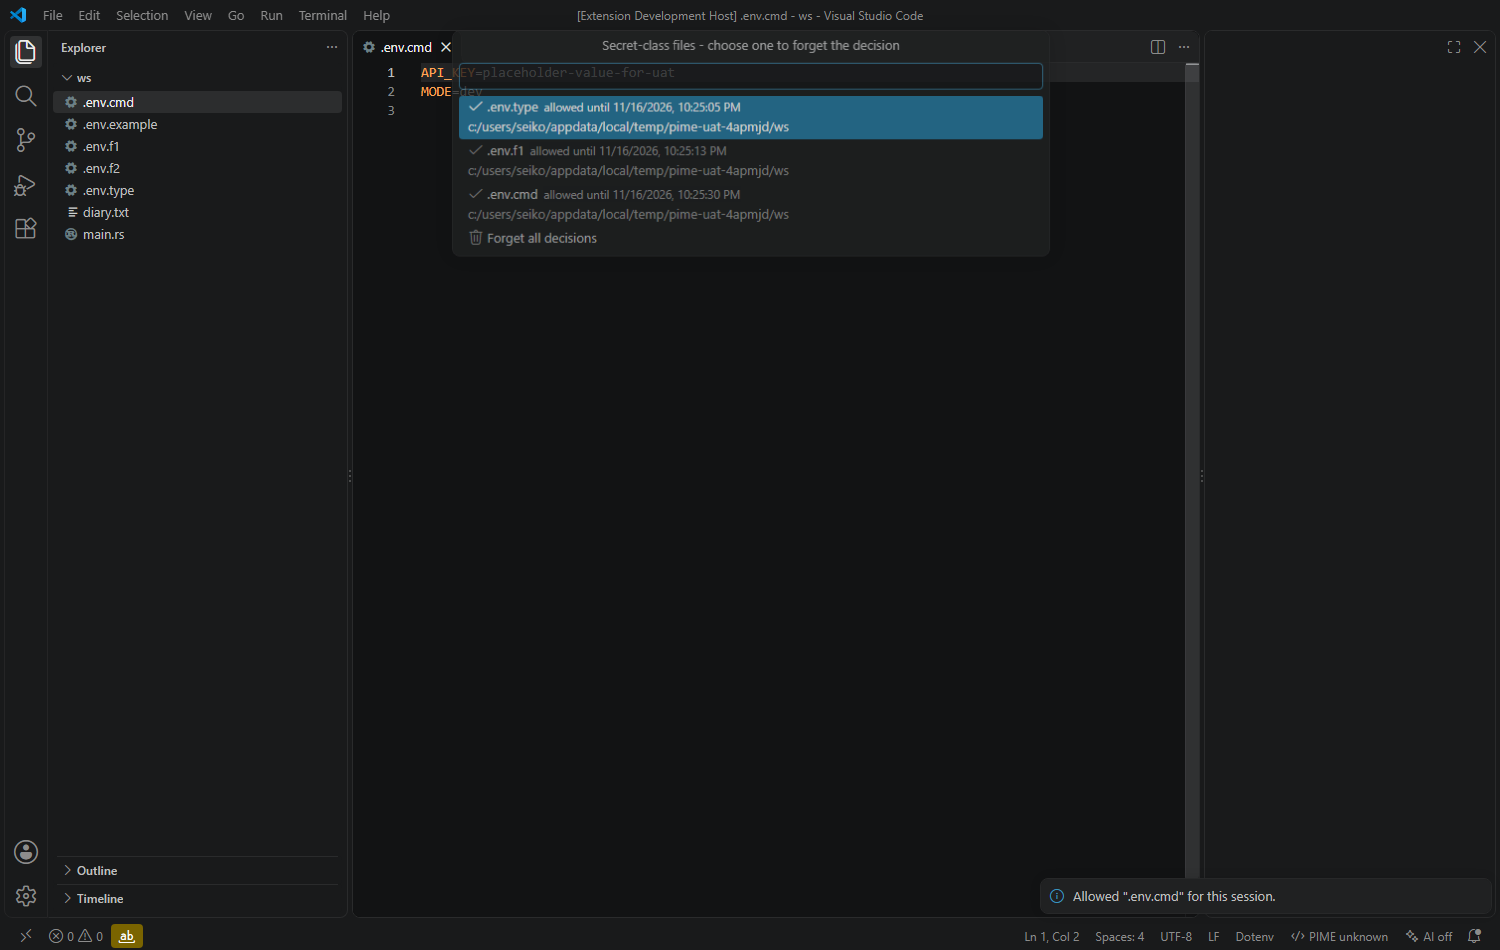 File Edit Selection View Go Run Terminal Help
[Extension Development Host] .env.cmd - ws - Visual Studio Code
Explorer
ws
.env.cmd
.env.example
.env.f1
.env.f2
.env.type
diary.txt
main.rs
Outline
Timeline
.env.cmd
1 API_KEY=placeholder-value-for-uat
2 MODE=dev
3
Secret-class files - choose one to forget the decision
.env.type allowed until 11/16/2026, 10:25:05 PM
c:/users/seiko/appdata/local/temp/pime-uat-4apmjd/ws
.env.f1 allowed until 11/16/2026, 10:25:13 PM
c:/users/seiko/appdata/local/temp/pime-uat-4apmjd/ws
.env.cmd allowed until 11/16/2026, 10:25:30 PM
c:/users/seiko/appdata/local/temp/pime-uat-4apmjd/ws
Forget all decisions
Allowed ".env.cmd" for this session.
0 0 ab
Ln 1, Col 2 Spaces: 4 UTF-8 LF Dotenv PIME unknown AI off